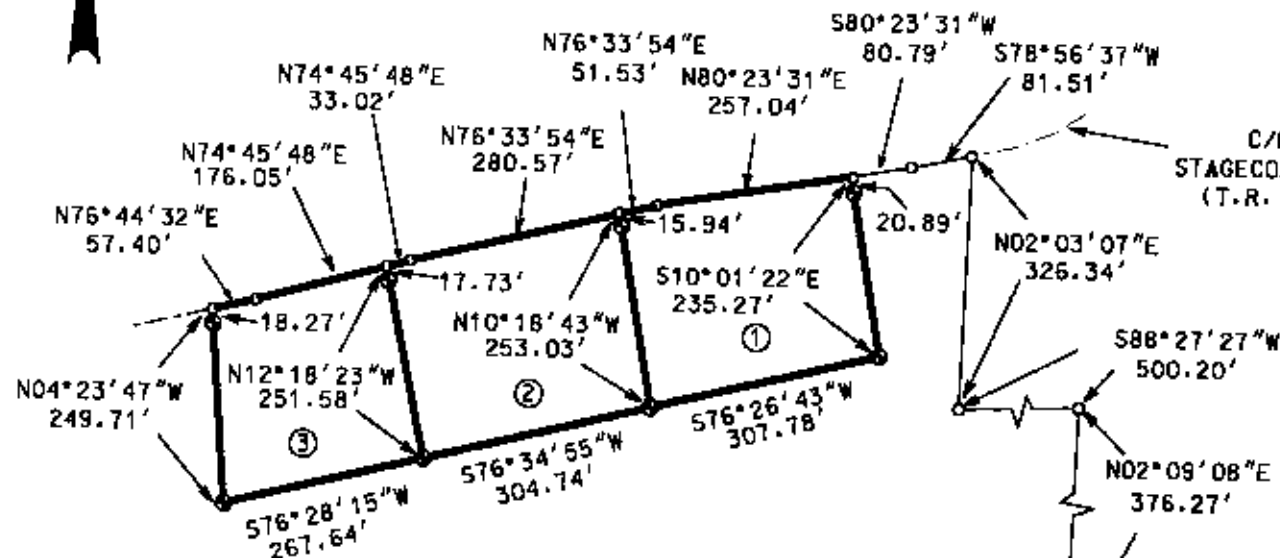 S80°23'31"W
80.79'
N76°33'54"E
51.53'
S78°56'37"W
81.51'
N80°23'31"E
257.04'
N74°45'48"E
33.02'
N76°33'54"E
280.57'
C/
STAGECO
(T.R.
N74°45'48"E
176.05'
N76°44'32"E
57.40'
15.94'
20.89'
N02°03'07"E
326.34'
17.73'
S10°01'22"E
235.27'
18.27'
N10°18'43"W
253.03'
1
S88°27'27"W
500.20'
N04°23'47"W
249.71'
N12°18'23"W
251.58'
2
3
S76°26'43"W
307.78'
S76°34'55"W
304.74'
N02°09'08"E
376.27'
S76°28'15"W
267.64'